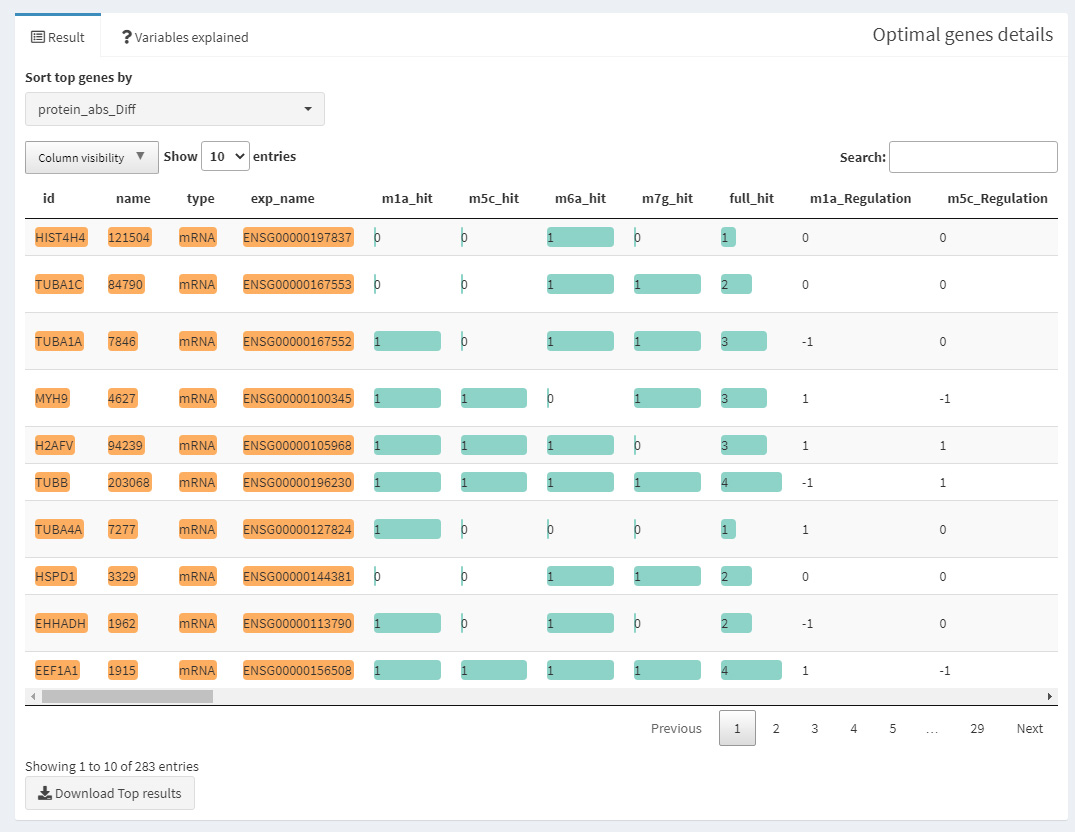 Result
? Variables explained
Optimal genes details
Sort top genes by
protein_abs_Diff
Column visibility ▼ Show 10 entries
Search:
id name type exp_name m1a_hit m5c_hit m6a_hit m7g_hit full_hit m1a_Regulation m5c_Regulation
HIST4H4 121504 mRNA ENSG00000197837 0 0 1 0 1 0 0
TUBA1C 84790 mRNA ENSG00000167553 0 0 1 1 2 0 0
TUBA1A 7846 mRNA ENSG00000167552 1 0 1 1 3 -1 0
MYH9 4627 mRNA ENSG00000100345 1 1 0 1 3 1 -1
H2AFV 94239 mRNA ENSG00000105968 1 1 1 0 3 1 1
TUBB 203068 mRNA ENSG00000196230 1 1 1 1 4 -1 1
TUBA4A 7277 mRNA ENSG00000127824 1 0 0 0 1 1 0
HSPD1 3329 mRNA ENSG00000144381 0 0 1 1 2 0 0
EHHADH 1962 mRNA ENSG00000113790 1 0 1 0 2 -1 0
EEF1A1 1915 mRNA ENSG00000156508 1 1 1 1 4 1 -1
Previous 1 2 3 4 5 … 29 Next
Showing 1 to 10 of 283 entries
Download Top results